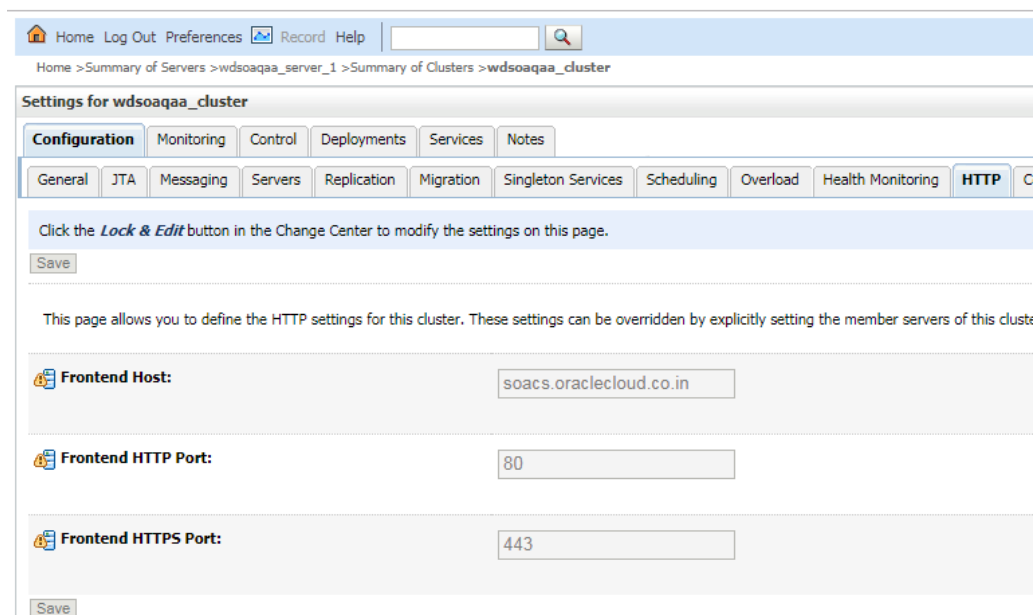 Home Log Out Preferences Record Help
Home >Summary of Servers >wdsoaqaa_server_1 >Summary of Clusters >wdsoaqaa_cluster
Settings for wdsoaqaa_cluster
Configuration Monitoring Control Deployments Services Notes
General JTA Messaging Servers Replication Migration Singleton Services Scheduling Overload Health Monitoring HTTP
Click the Lock & Edit button in the Change Center to modify the settings on this page.
Save
This page allows you to define the HTTP settings for this cluster. These settings can be overridden by explicitly setting the member servers of this
Frontend Host: soacs.oraclecloud.co.in
Frontend HTTP Port: 80
Frontend HTTPS Port: 443
Save